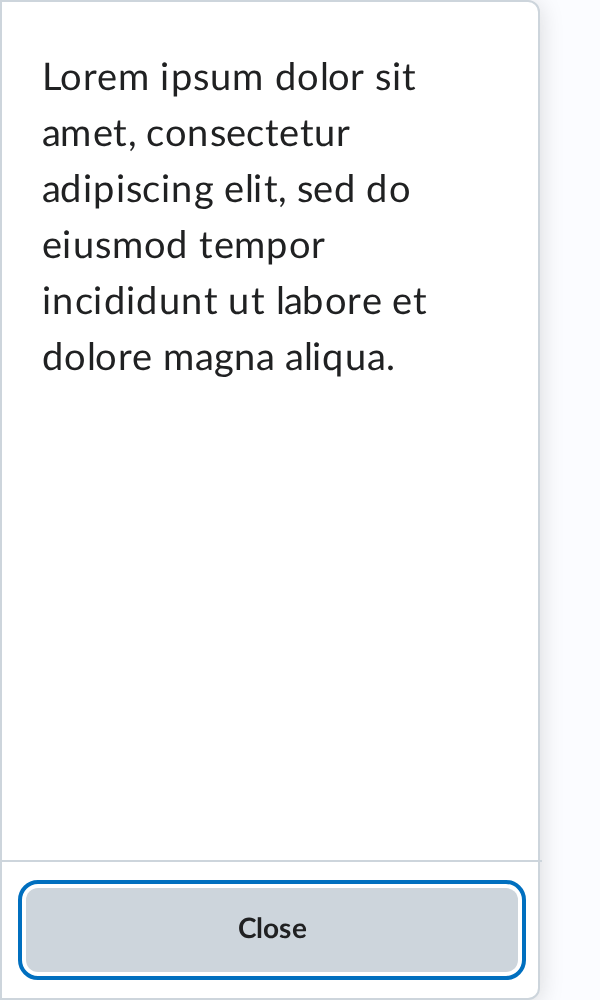 Lorem ipsum dolor sit
amet, consectetur
adipiscing elit, sed do
eiusmod tempor
incididunt ut labore et
dolore magna aliqua.
Close